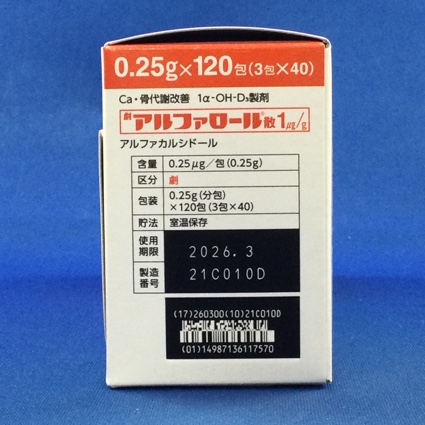 0.25g×120包(3包×40)
Ca・骨代謝改善 1α-OH-D₃製剤
劇 アルファロール®散1μg/g
アルファカルシドール
含量 0.25μg/包(0.25g)
区分 劇
包装 0.25g(分包)
×120包(3包×40)
貯法 室温保存
使用期限 2026.3
製造番号 21C010D
(17)260300(10)21C010D
(01)14987136117570